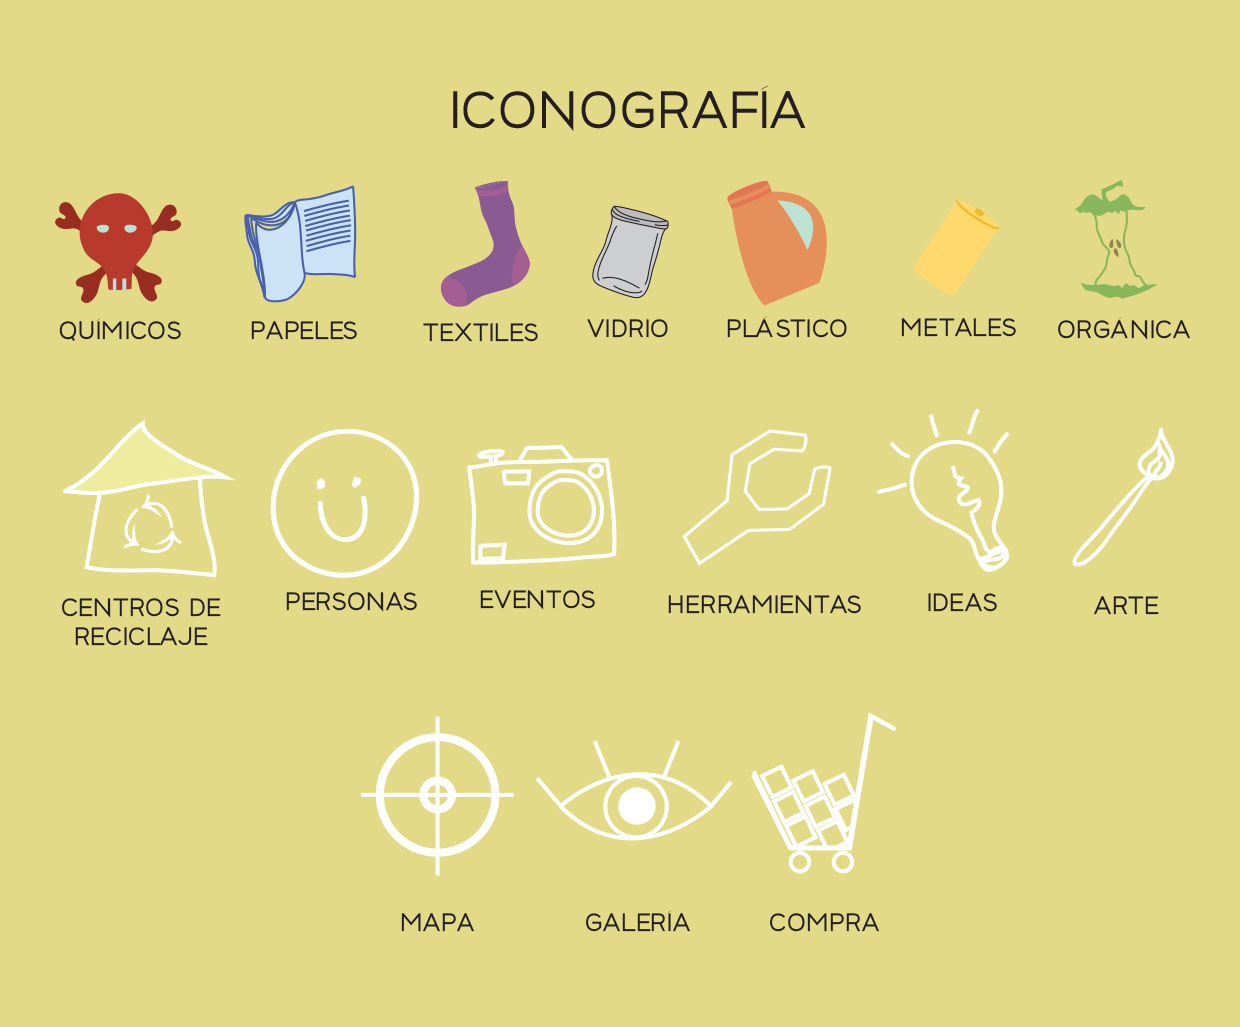 ICONOGRAFÍA
QUÍMICOS
PAPELES
TEXTILES
VIDRIO
PLÁSTICO
METALES
ORGÁNICA
CENTROS DE
RECICLAJE
PERSONAS
EVENTOS
HERRAMIENTAS
IDEAS
ARTE
MAPA
GALERÍA
COMPRA